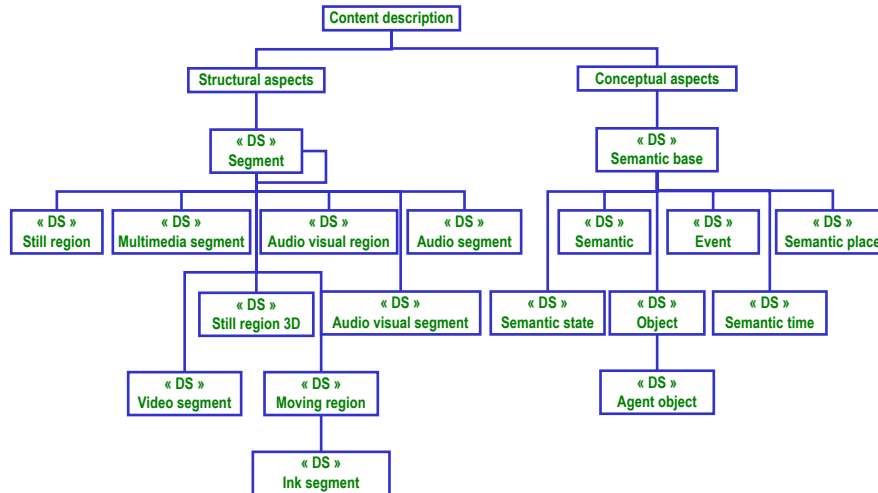 Content description
Structural aspects
Conceptual aspects
« DS »
Segment
« DS »
Semantic base
« DS »
Still region
« DS »
Multimedia segment
« DS »
Audio visual region
« DS »
Audio segment
« DS »
Semantic
« DS »
Event
« DS »
Semantic place
« DS »
Still region 3D
« DS »
Audio visual segment
« DS »
Semantic state
« DS »
Object
« DS »
Semantic time
« DS »
Video segment
« DS »
Moving region
« DS »
Agent object
« DS »
Ink segment